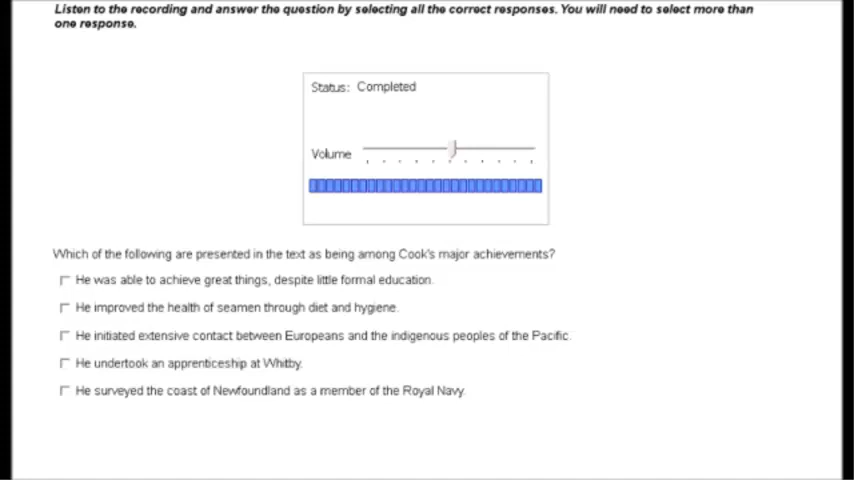 Listen to the recording and answer the question by selecting all the correct responses. You will need to select more than
one response.
Status: Completed
Volume
Which of the following are presented in the text as being among Cook's major achievements?
He was able to achieve great things, despite little formal education.
He improved the health of seamen through diet and hygiene.
He initiated extensive contact between Europeans and the indigenous peoples of the Pacific.
He undertook an apprenticeship at Whitby.
He surveyed the coast of Newfoundland as a member of the Royal Navy.